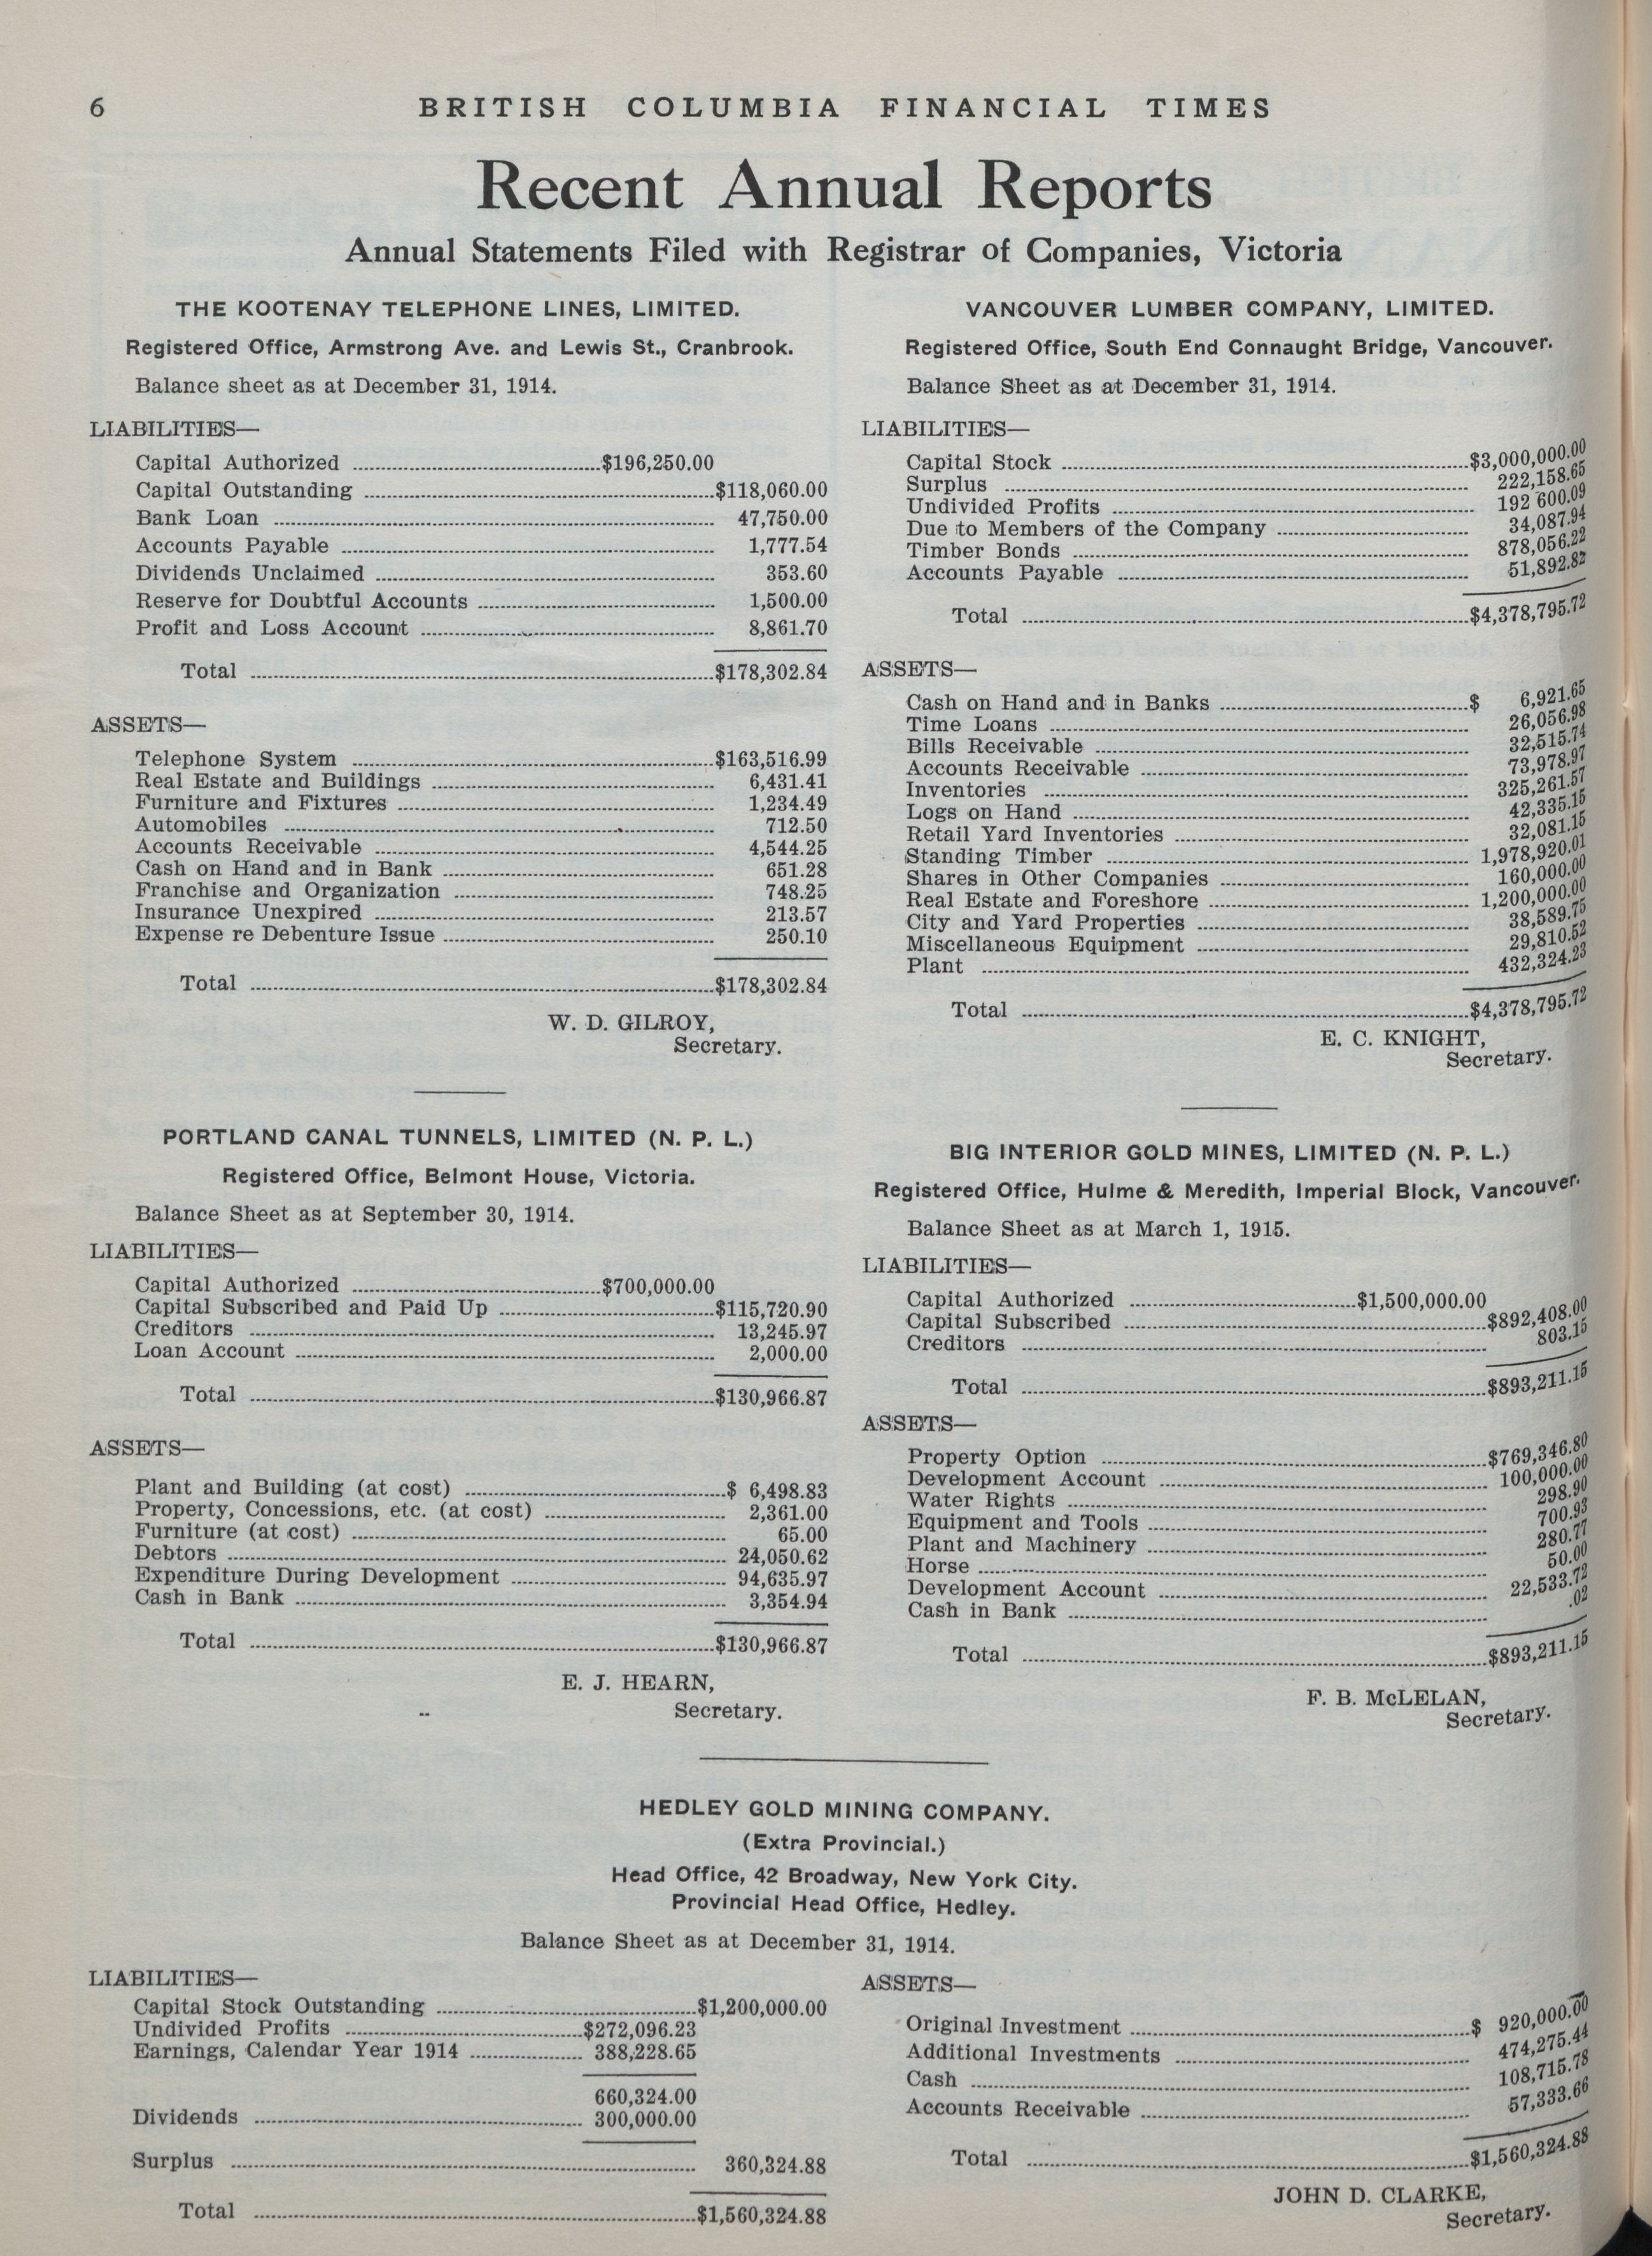 6
BRITISH COLUMBIA FINANCIAL TIMES
Recent Annual Reports
Annual Statements Filed with Registrar of Companies, Victoria
THE KOOTENAY TELEPHONE LINES, LIMITED.
Registered Office, Armstrong Ave. and Lewis St., Cranbrook.
Balance sheet as at December 31, 1914.
LIABILITIES—
Capital Authorized $196,250.00
Capital Outstanding $118,060.00
Bank Loan 47,750.00
Accounts Payable 1,777.54
Dividends Unclaimed 353.60
Reserve for Doubtful Accounts 1,500.00
Profit and Loss Account 8,861.70
Total $178,302.84
ASSETS—
Telephone System $163,516.99
Real Estate and Buildings 6,431.41
Furniture and Fixtures 1,234.49
Automobiles 712.50
Accounts Receivable 4,544.25
Cash on Hand and in Bank 651.28
Franchise and Organization 748.25
Insurance Unexpired 213.57
Expense re Debenture Issue 250.10
Total $178,302.84
W. D. GILROY,
Secretary.
PORTLAND CANAL TUNNELS, LIMITED (N. P. L.)
Registered Office, Belmont House, Victoria.
Balance Sheet as at September 30, 1914.
LIABILITIES—
Capital Authorized $700,000.00
Capital Subscribed and Paid Up $115,720.90
Creditors 13,245.97
Loan Account 2,000.00
Total $130,966.87
ASSETS—
Plant and Building (at cost) $ 6,498.83
Property, Concessions, etc. (at cost) 2,361.00
Furniture (at cost) 65.00
Debtors 24,050.62
Expenditure During Development 94,635.97
Cash in Bank 3,354.94
Total $130,966.87
E. J. HEARN,
Secretary.
VANCOUVER LUMBER COMPANY, LIMITED.
Registered Office, South End Connaught Bridge, Vancouver.
Balance Sheet as at December 31, 1914.
LIABILITIES—
Capital Stock $3,000,000.00
Surplus 222,158.65
Undivided Profits 192 600.09
Due to Members of the Company 34,087.94
Timber Bonds 878,056.22
Accounts Payable 51,892.82
Total $4,378,795.72
ASSETS—
Cash on Hand and in Banks $ 6,921.65
Time Loans 26,056.98
Bills Receivable 32,515.74
Accounts Receivable 73,978.97
Inventories 325,261.57
Logs on Hand 42,335.15
Retail Yard Inventories 32,081.15
Standing Timber 1,978,920.01
Shares in Other Companies 160,000.00
Real Estate and Foreshore 1,200,000.00
City and Yard Properties 38,589.75
Miscellaneous Equipment 29,810.52
Plant 432,324.23
Total $4,378,795.72
E. C. KNIGHT,
Secretary.
BIG INTERIOR GOLD MINES, LIMITED (N. P. L.)
Registered Office, Hulme & Meredith, Imperial Block, Vancouver.
Balance Sheet as at March 1, 1915.
LIABILITIES—
Capital Authorized $1,500,000.00
Capital Subscribed $892,408.00
Creditors 803.15
Total $893,211.15
ASSETS—
Property Option $769,346.80
Development Account 100,000.00
Water Rights 298.90
Equipment and Tools 700.93
Plant and Machinery 280.77
Horse 50.00
Development Account 22,533.72
Cash in Bank .02
Total $893,211.15
F. B. McLELAN,
Secretary.
HEDLEY GOLD MINING COMPANY.
(Extra Provincial.)
Head Office, 42 Broadway, New York City.
Provincial Head Office, Hedley.
Balance Sheet as at December 31, 1914.
LIABILITIES—
Capital Stock Outstanding $1,200,000.00
Undivided Profits $272,096.23
Earnings, Calendar Year 1914 388,228.65
660,324.00
Dividends 300,000.00
Surplus 360,324.88
Total $1,560,324.88
ASSETS—
Original Investment $ 920,000.00
Additional Investments 474,275.44
Cash 108,715.78
Accounts Receivable 57,333.66
Total $1,560,324.88
JOHN D. CLARKE,
Secretary.